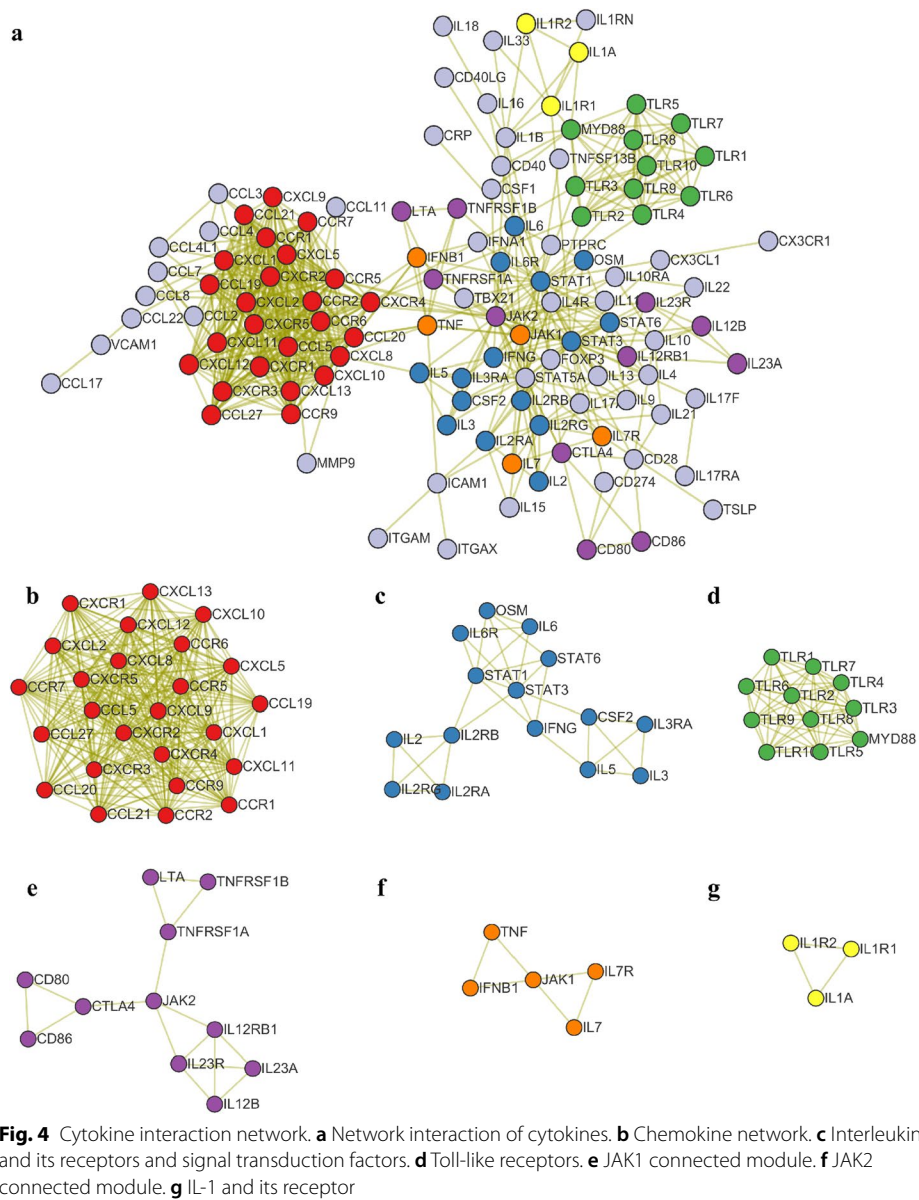 a
IL18
IL1R2
IL1RN
IL33
IL1A
CD40LG
IL16
IL1R1
TLR5
TLR7
CRP
IL1B
MYD88
TLR8
CD40
TNFSF13B
TLR10
TLR1
CSF1
TLR3
TLR9
TLR6
CCL3
CXCL9
CCL11
LTA
TNFRSF1B
TLR2
TLR4
CCL21
CCR7
IL6
CCL4
CCR1
IFNA1
PTPRC
CX3CR1
CCL4L1
CXCL5
IFNB1
IL6R
OSM
CX3CL1
CXCL1
CCL7
CXCR2
CCR5
TNFRSF1A
STAT1
IL10RA
CCL19
IL22
CCL8
CXCL2
CCR2
CXCR4
TBX21
IL4R
IL11
IL23R
CCL22
CCL2
CXCR5
CCR6
TNF
JAK2
STAT6
IL12B
VCAM1
CXCL11
CCL5
CCL20
JAK1
STAT3
IL10
CXCL8
IFNG
FOXP3
IL12RB1
IL23A
CXCL12
CXCR1
CXCL10
IL5
IL3RA
STAT5A
IL13
IL4
CCL17
CXCR3
CXCL13
CSF2
IL2RB
IL9
IL17F
CCL27
CCR9
IL3
IL2RG
IL21
IL2RA
IL7R
MMP9
IL7
CTLA4
CD28
ICAM1
IL2
CD274
IL17RA
IL15
TSLP
ITGAM
ITGAX
CD80
CD86
b
CXCR1
CXCL13
CXCL10
CXCL12
CXCL2
CCR6
CXCL8
CXCL5
CCR7
CXCR5
CCR5
CCL19
CCL5
CXCL9
CCL27
CXCR2
CXCL1
CXCR4
CXCR3
CXCL11
CCR9
CCL20
CCR1
CCL21
CCR2
c
OSM
IL6R
IL6
STAT6
STAT1
STAT3
CSF2
IL3RA
IFNG
IL2
IL2RB
IL5
IL3
IL2RG
IL2RA
d
TLR1
TLR7
TLR6
TLR4
TLR2
TLR3
TLR9
TLR8
MYD88
TLR10
TLR5
e
LTA
TNFRSF1B
TNFRSF1A
CD80
CTLA4
JAK2
CD86
IL12RB1
IL23R
IL23A
IL12B
f
TNF
IL7R
IFNB1
JAK1
IL7
g
IL1R2
IL1R1
IL1A
Fig. 4 Cytokine interaction network. a Network interaction of cytokines. b Chemokine network. c Interleukin
and its receptors and signal transduction factors. d Toll-like receptors. e JAK1 connected module. f JAK2
connected module. g IL-1 and its receptor